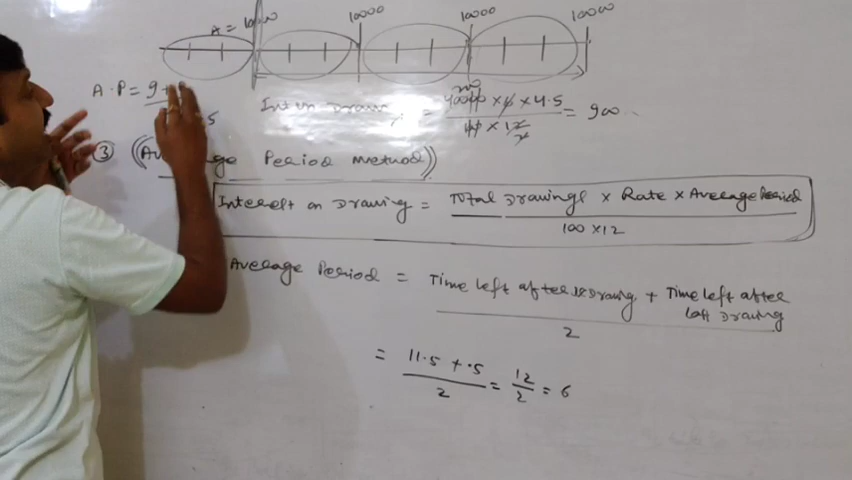 A = 10000 10000 10000 10000
A.P = 9 +
Interest on Drawing = 40000 × 6 × 4.5 / 100 × 12 = 900
③ ((Average Period Method))
Interest on Drawing = Total Drawings × Rate × Average Period
100 × 12
Average Period = Time left after 1st Drawing + Time left after
last Drawing
2
= 11.5 + .5 / 2 = 12 / 2 = 6